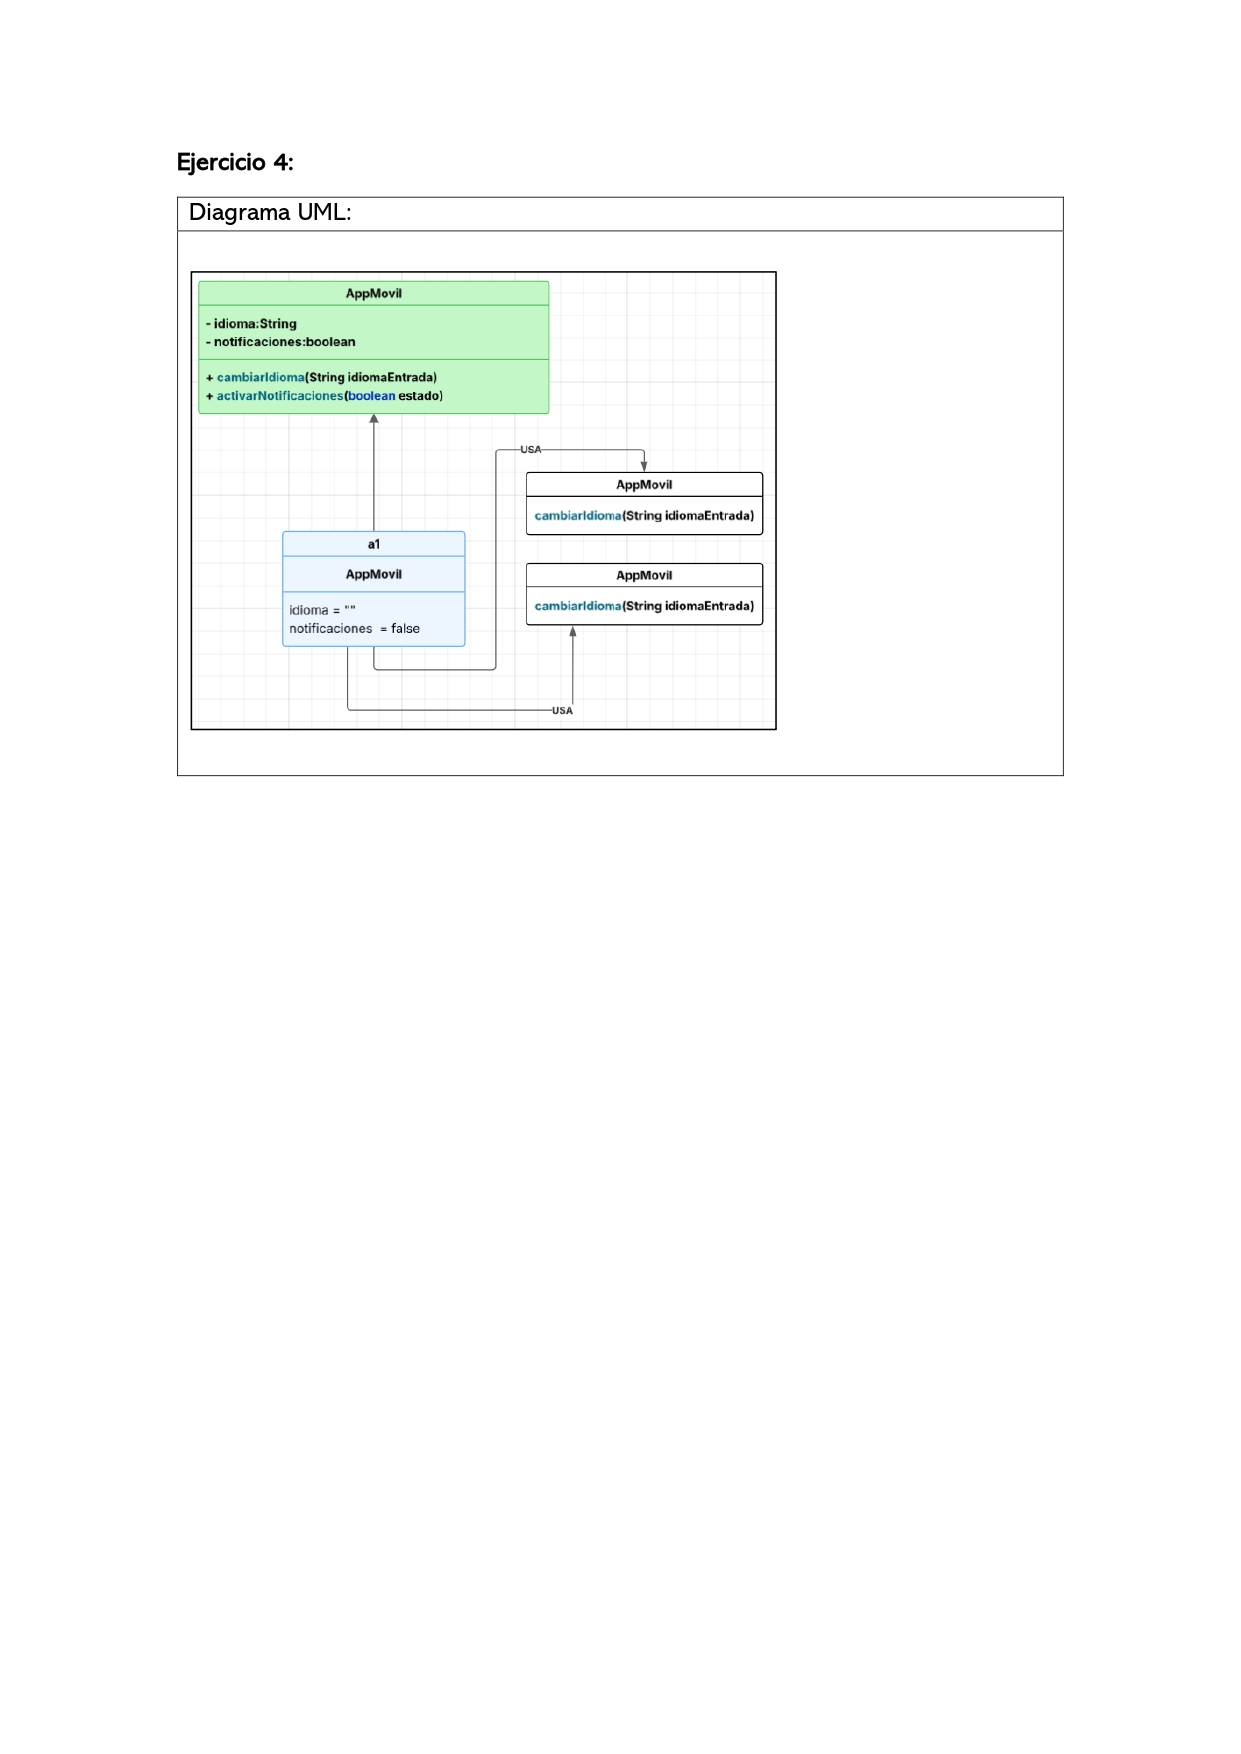 Ejercicio 4:
Diagrama UML:
AppMovil
- idioma:String
- notificaciones:boolean
+ cambiarIdioma(String idiomaEntrada)
+ activarNotificaciones(boolean estado)
USA
AppMovil
cambiarIdioma(String idiomaEntrada)
a1
AppMovil
idioma = ""
notificaciones = false
AppMovil
cambiarIdioma(String idiomaEntrada)
USA